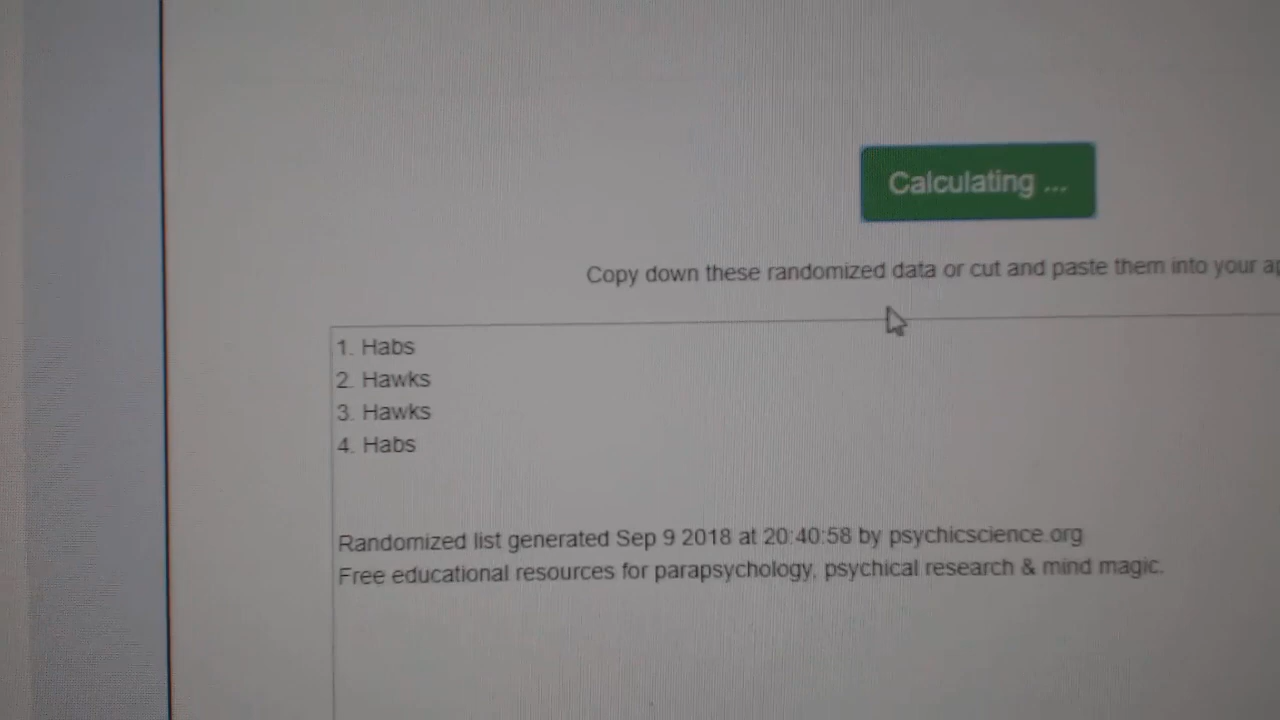 Calculating ...
Copy down these randomized data or cut and paste them into your
1. Habs
2. Hawks
3. Hawks
4. Habs
Randomized list generated Sep 9 2018 at 20:40:58 by psychicscience.org
Free educational resources for parapsychology, psychical research & mind magic.